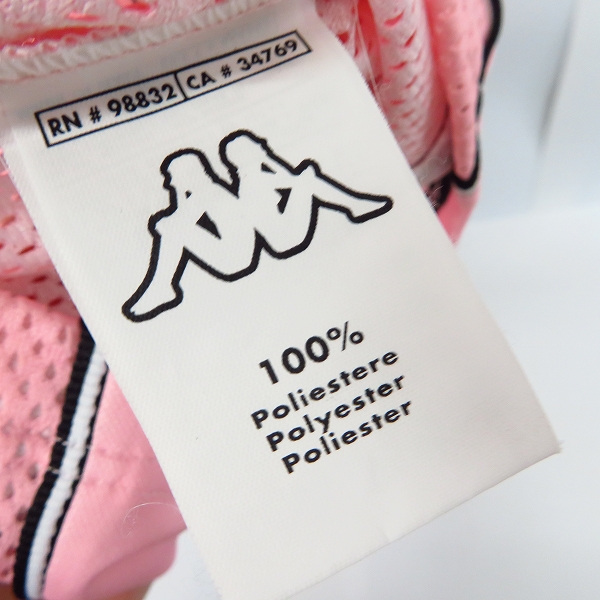 RN # 98832 CA # 34769
100%
Poliestere
Polyester
Poliester